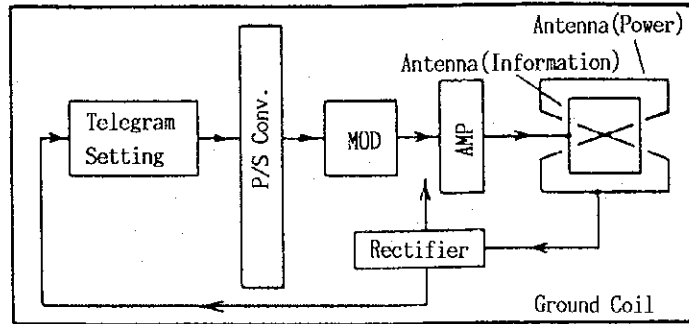 Antenna(Power)
Antenna(Information)
Telegram
Setting
P/S Conv.
MOD
AMP
Rectifier
Ground Coil